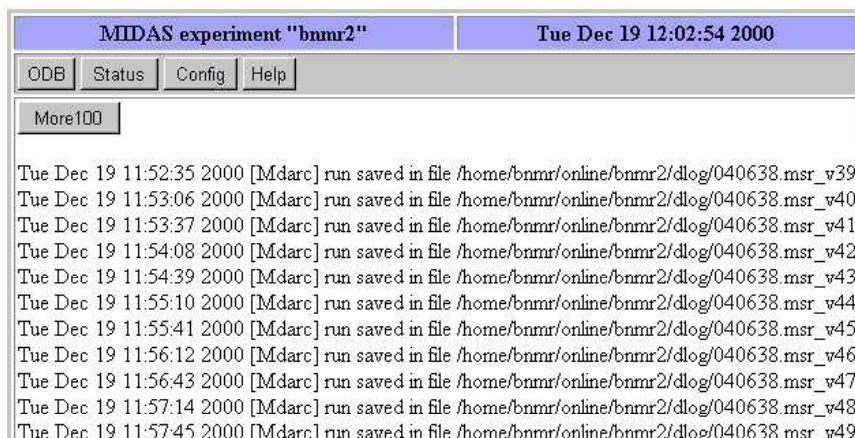 MIDAS experiment "bnmr2" Tue Dec 19 12:02:54 2000
ODB Status Config Help
More100
Tue Dec 19 11:52:35 2000 [Mdarc] run saved in file /home/bnmr/online/bnmr2/dlog/040638.msr_v39
Tue Dec 19 11:53:06 2000 [Mdarc] run saved in file /home/bnmr/online/bnmr2/dlog/040638.msr_v40
Tue Dec 19 11:53:37 2000 [Mdarc] run saved in file /home/bnmr/online/bnmr2/dlog/040638.msr_v41
Tue Dec 19 11:54:08 2000 [Mdarc] run saved in file /home/bnmr/online/bnmr2/dlog/040638.msr_v42
Tue Dec 19 11:54:39 2000 [Mdarc] run saved in file /home/bnmr/online/bnmr2/dlog/040638.msr_v43
Tue Dec 19 11:55:10 2000 [Mdarc] run saved in file /home/bnmr/online/bnmr2/dlog/040638.msr_v44
Tue Dec 19 11:55:41 2000 [Mdarc] run saved in file /home/bnmr/online/bnmr2/dlog/040638.msr_v45
Tue Dec 19 11:56:12 2000 [Mdarc] run saved in file /home/bnmr/online/bnmr2/dlog/040638.msr_v46
Tue Dec 19 11:56:43 2000 [Mdarc] run saved in file /home/bnmr/online/bnmr2/dlog/040638.msr_v47
Tue Dec 19 11:57:14 2000 [Mdarc] run saved in file /home/bnmr/online/bnmr2/dlog/040638.msr_v48
Tue Dec 19 11:57:45 2000 [Mdarc] run saved in file /home/bnmr/online/bnmr2/dlog/040638.msr_v49